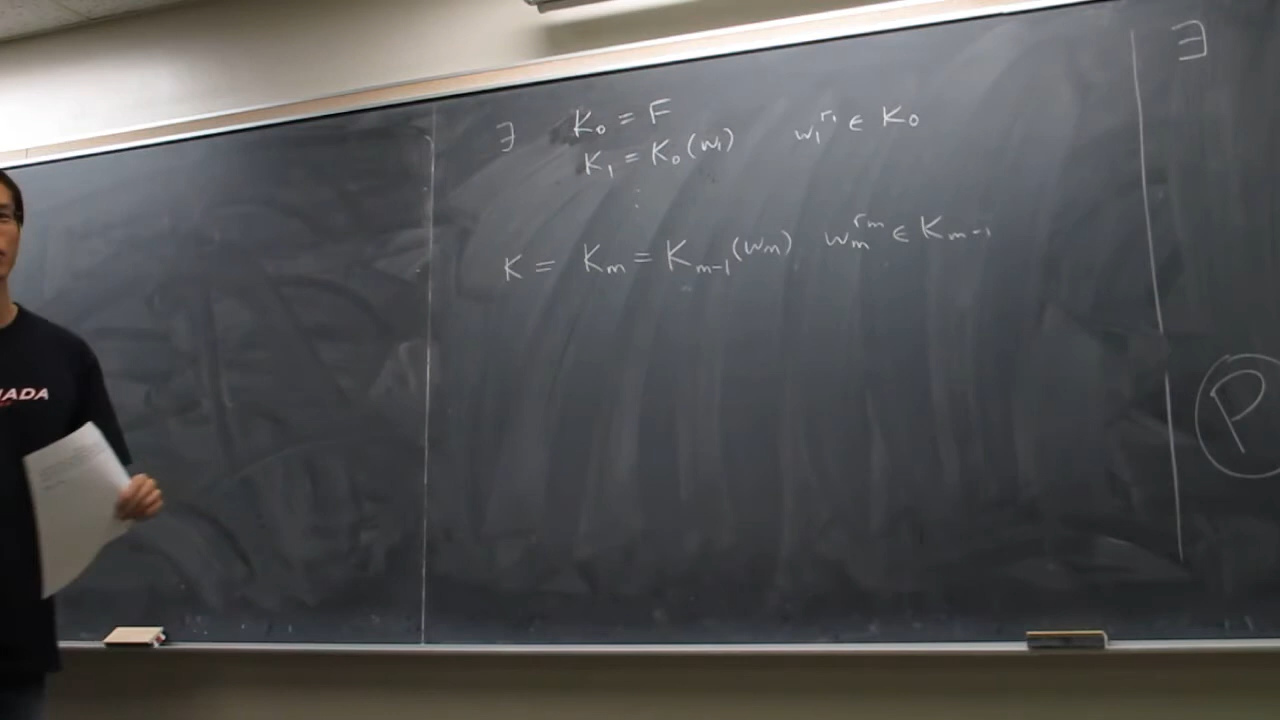 ∃ K₀ = F
K₁ = K₀(w₁) w₁^r₁ ∈ K₀
⋮
K = Kₘ = Kₘ₋₁(wₘ) wₘ^rₘ ∈ Kₘ₋₁
∃
P
ADA